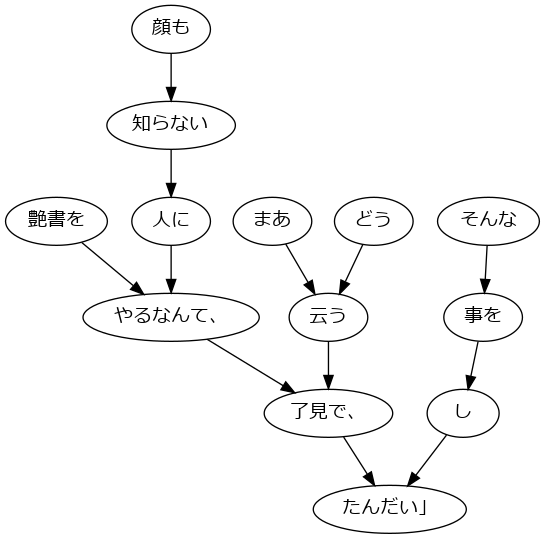 顔も
知らない
艶書を
人に
まあ
どう
そんな
やるなんて、
云う
事を
了見で、
し
たんだい」